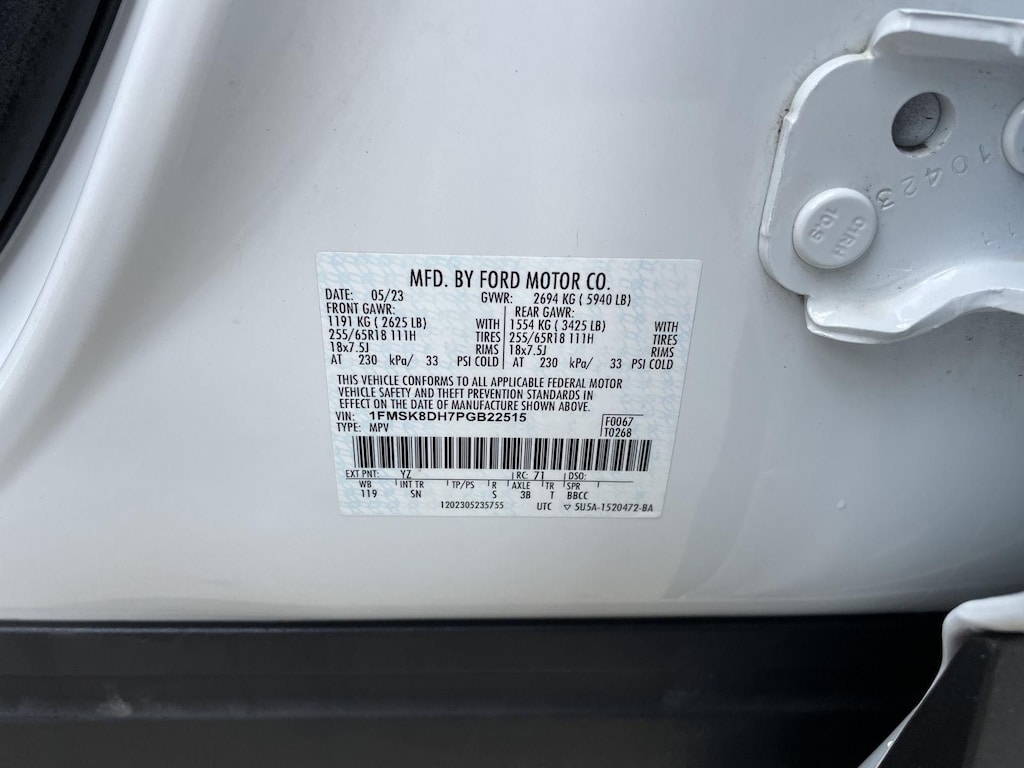 MFD. BY FORD MOTOR CO.
DATE: 05/23 GVWR: 2694 KG ( 5940 LB)
FRONT GAWR: REAR GAWR:
1191 KG ( 2625 LB) WITH 1554 KG ( 3425 LB) WITH
255/65R18 111H TIRES 255/65R18 111H TIRES
18x7.5J RIMS 18x7.5J RIMS
AT 230 kPa/ 33 PSI COLD AT 230 kPa/ 33 PSI COLD
THIS VEHICLE CONFORMS TO ALL APPLICABLE FEDERAL MOTOR
VEHICLE SAFETY AND THEFT PREVENTION STANDARDS IN
EFFECT ON THE DATE OF MANUFACTURE SHOWN ABOVE.
VIN: 1FMSK8DH7PGB22515 F0067
TYPE: MPV T0268
EXT PNT: YZ RC: 71 DSO:
WB INT TR TP/PS R AXLE TR SPR
119 SN S 3B T BBCC
1202305235755 UTC ▽ 5U5A-1520472-BA
10423
10.9